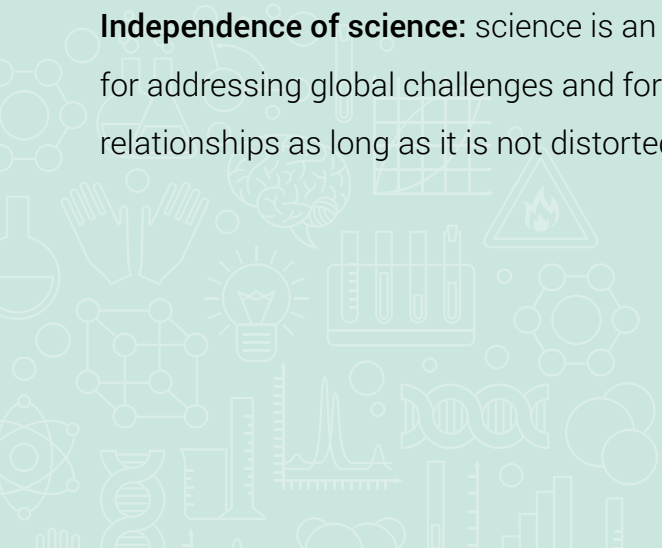 Independence of science: science is an
for addressing global challenges and for
relationships as long as it is not distorte